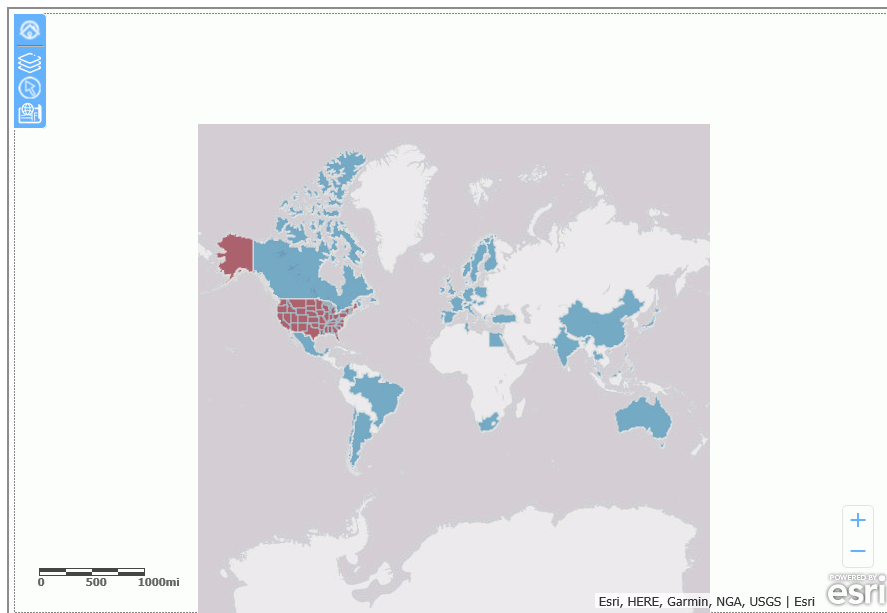 0 500 1000mi
Esri, HERE, Garmin, NGA, USGS | Esri
POWERED BY
esri